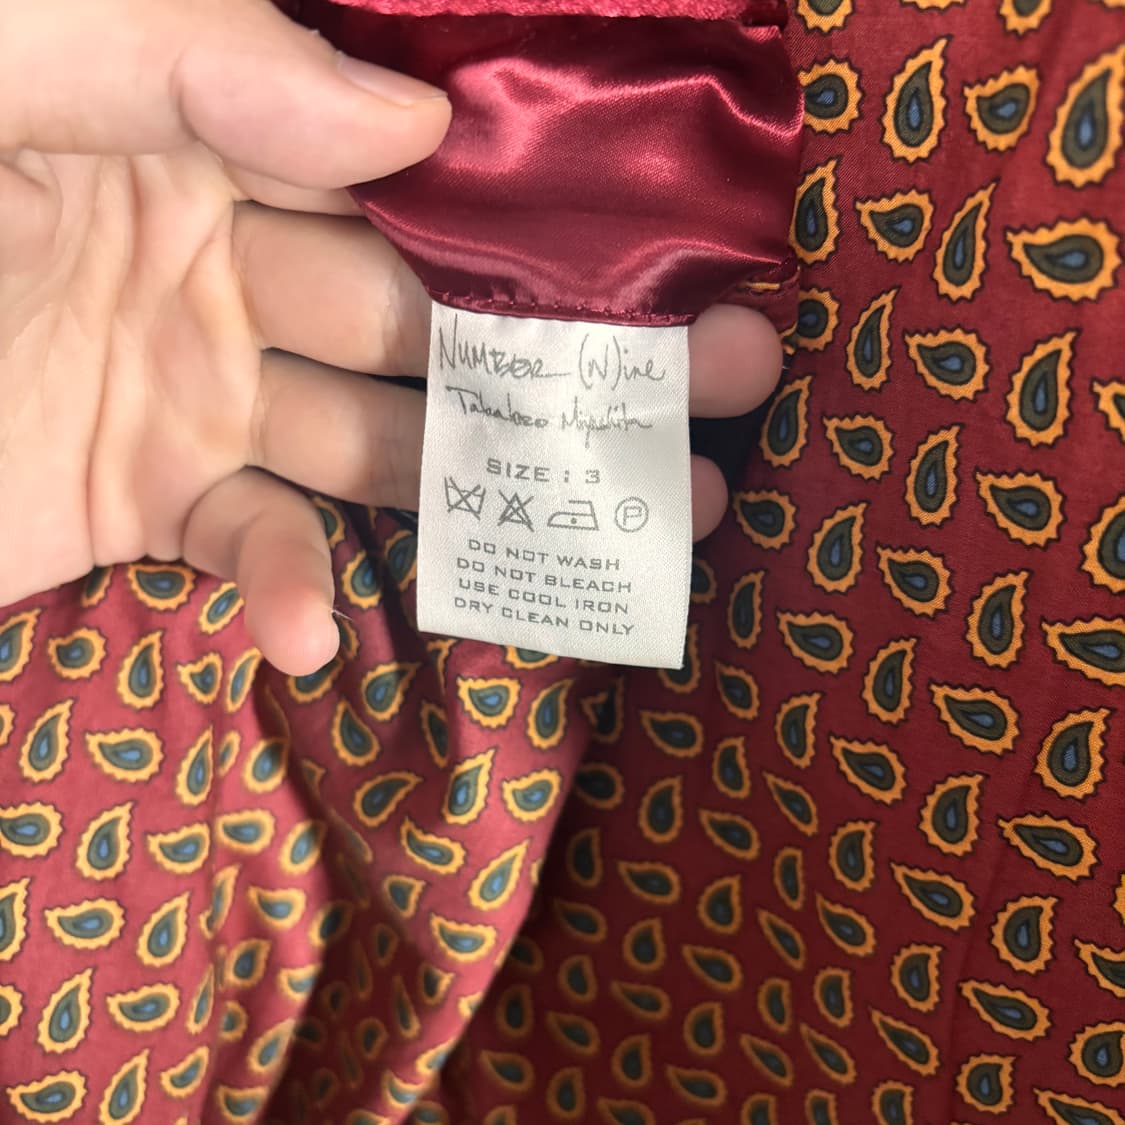 NUMBER (N)ine
Takahiro Miyashita
SIZE : 3
P
DO NOT WASH
DO NOT BLEACH
USE COOL IRON
DRY CLEAN ONLY